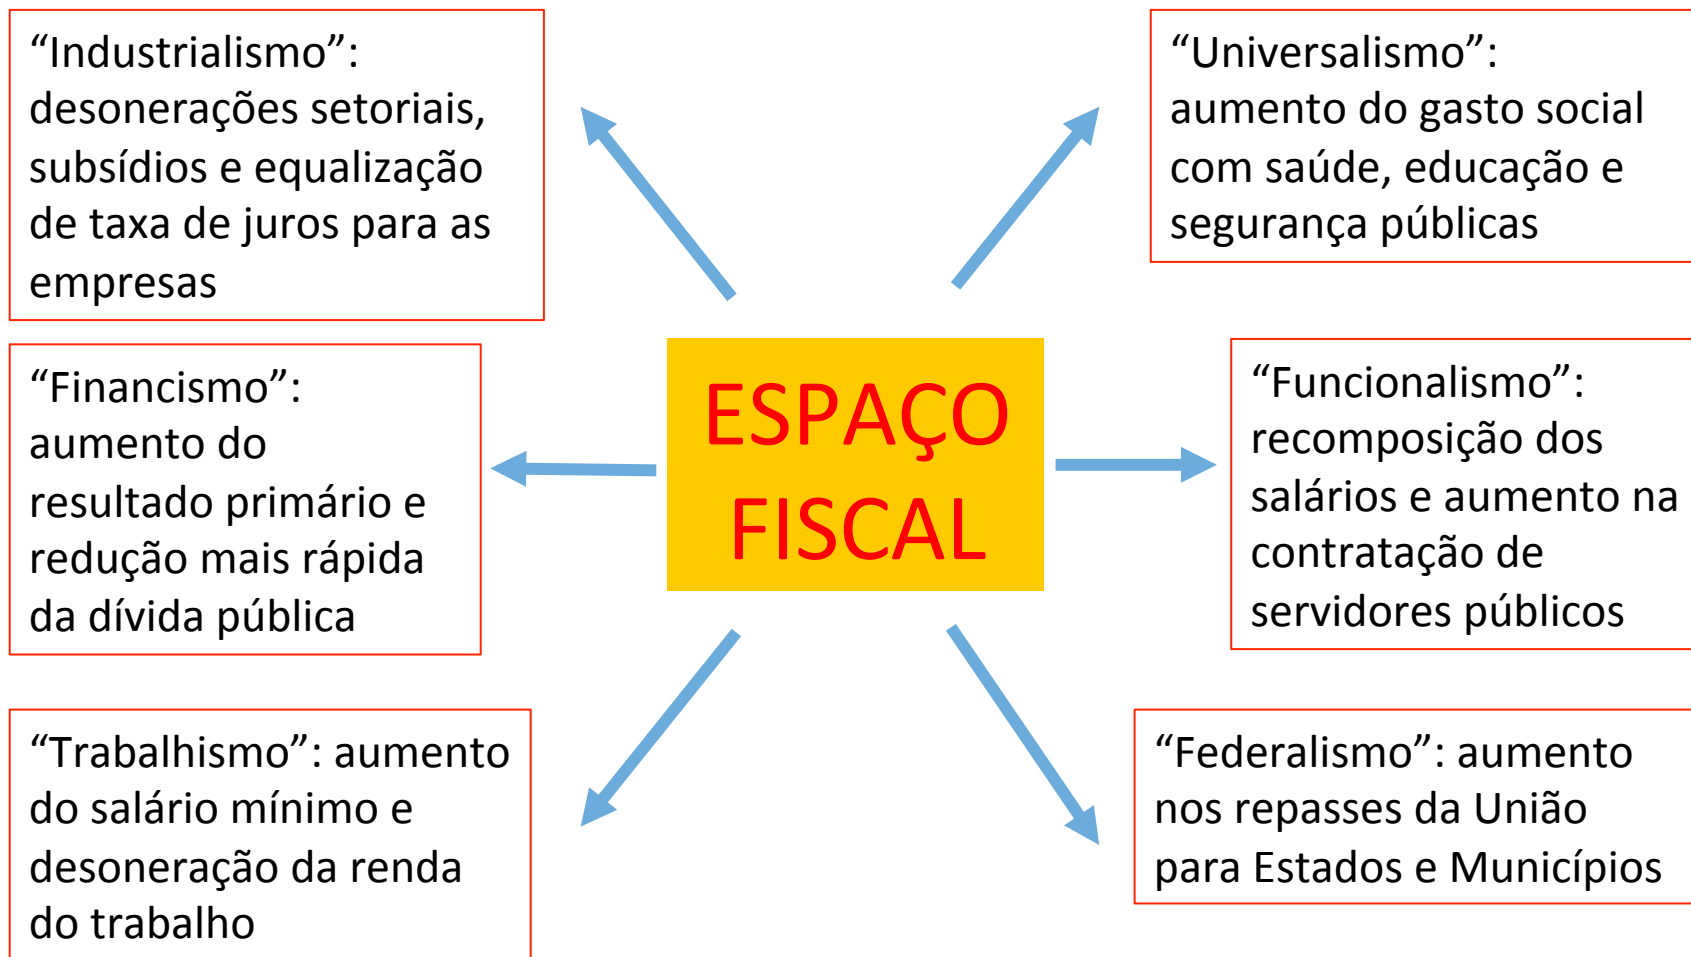 “Industrialismo”:
desonerações setoriais,
subsídios e equalização
de taxa de juros para as
empresas
“Universalismo”:
aumento do gasto social
com saúde, educação e
segurança públicas
“Financismo”:
aumento do
resultado primário e
redução mais rápida
da dívida pública
ESPAÇO
FISCAL
“Funcionalismo”:
recomposição dos
salários e aumento na
contratação de
servidores públicos
“Trabalhismo”: aumento
do salário mínimo e
desoneração da renda
do trabalho
“Federalismo”: aumento
nos repasses da União
para Estados e Municípios